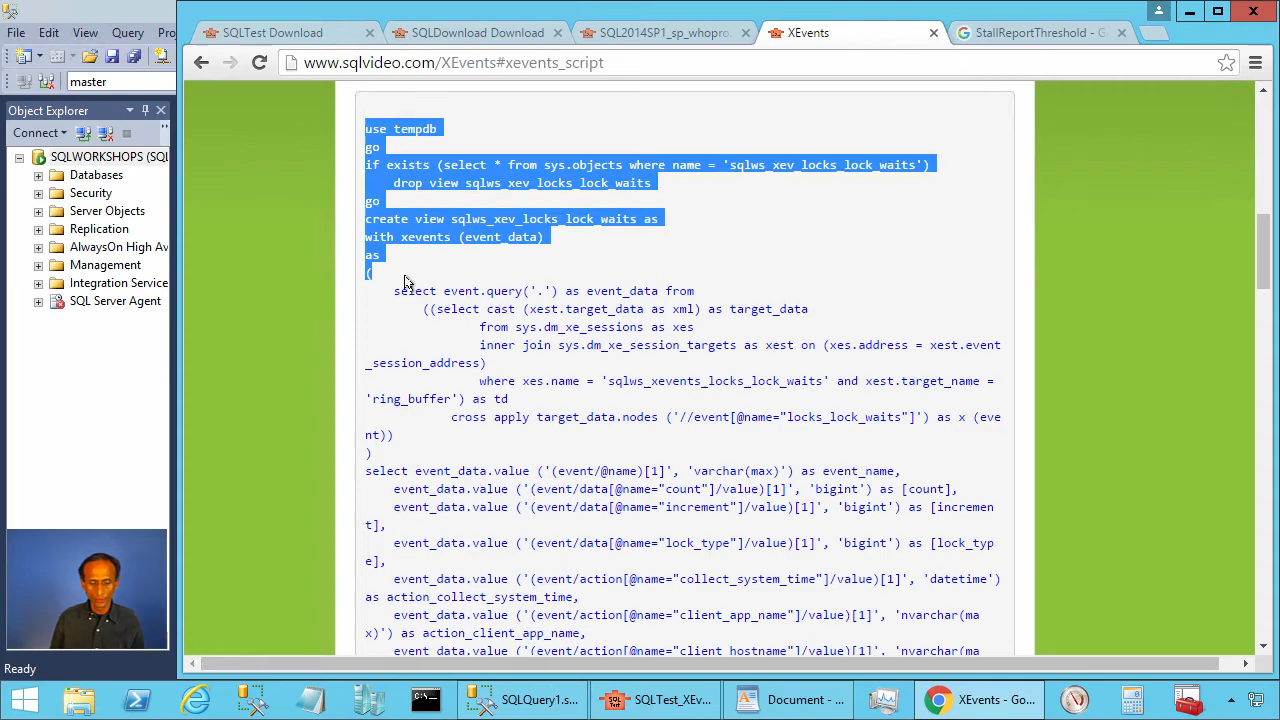 SQLTest Download
SQLDownload Download
SQL2014SP1_sp_whopro
XEvents
StallReportThreshold - G
File Edit View Query Pro
www.sqlvideo.com/XEvents#xevents_script
master
Object Explorer
Connect
SQLWORKSHOPS (SQL
Databases
Security
Server Objects
Replication
AlwaysOn High Av
Management
Integration Service
SQL Server Agent
use tempdb
go
if exists (select * from sys.objects where name = 'sqlws_xev_locks_lock_waits')
drop view sqlws_xev_locks_lock_waits
go
create view sqlws_xev_locks_lock_waits as
with xevents (event_data)
as
(
select event.query('.') as event_data from
((select cast (xest.target_data as xml) as target_data
from sys.dm_xe_sessions as xes
inner join sys.dm_xe_session_targets as xest on (xes.address = xest.event
_session_address)
where xes.name = 'sqlws_xevents_locks_lock_waits' and xest.target_name =
'ring_buffer') as td
cross apply target_data.nodes ('//event[@name="locks_lock_waits"]') as x (eve
nt))
)
select event_data.value ('(event/@name)[1]', 'varchar(max)') as event_name,
event_data.value ('(event/data[@name="count"]/value)[1]', 'bigint') as [count],
event_data.value ('(event/data[@name="increment"]/value)[1]', 'bigint') as [incremen
t],
event_data.value ('(event/data[@name="lock_type"]/value)[1]', 'bigint') as [lock_typ
e],
event_data.value ('(event/action[@name="collect_system_time"]/value)[1]', 'datetime')
as action_collect_system_time,
event_data.value ('(event/action[@name="client_app_name"]/value)[1]', 'nvarchar(ma
x)') as action_client_app_name,
event_data.value ('(event/action[@name="client_hostname"]/value)[1]', 'nvarchar(ma
Ready
SQLQuery1.s...
SQLTest_XEv...
Document - ...
XEvents - Go...